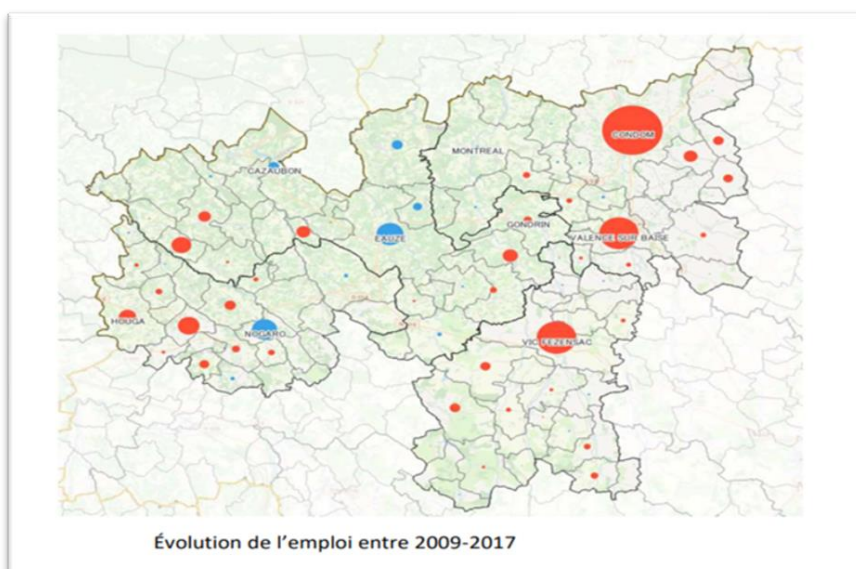 CONDOM
MONTREAL
CAZAUBON
GONDRIN
EAUZE
VALENCE SUR BAISE
HOUGA
NOGARO
VIC FEZENSAC
Évolution de l'emploi entre 2009-2017